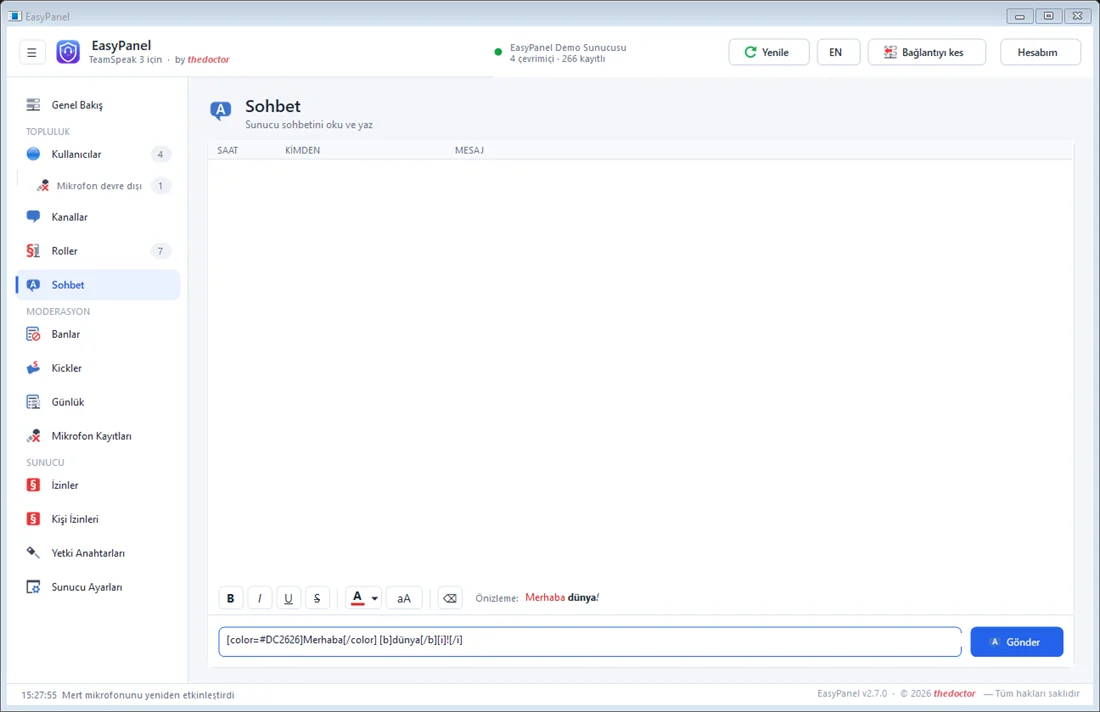 EasyPanel
EasyPanel
TeamSpeak 3 için · by thedoctor
EasyPanel Demo Sunucusu
4 çevrimiçi · 266 kayıtlı
Yenile
EN
Bağlantıyı kes
Hesabım
Genel Bakış
TOPLULUK
Kullanıcılar 4
Mikrofon devre dışı 1
Kanallar
Roller 7
Sohbet
MODERASYON
Banlar
Kickler
Günlük
Mikrofon Kayıtları
SUNUCU
İzinler
Kişi İzinleri
Yetki Anahtarları
Sunucu Ayarları
Sohbet
Sunucu sohbetini oku ve yaz
SAAT KİMDEN MESAJ
B I U S A aA Önizleme: Merhaba dünya!
[color=#DC2626]Merhaba[/color] [b]dünya[/b][i]![/i]
Gönder
15:27:55 Mert mikrofonunu yeniden etkinleştirdi
EasyPanel v2.7.0 · © 2026 thedoctor — Tüm hakları saklıdır